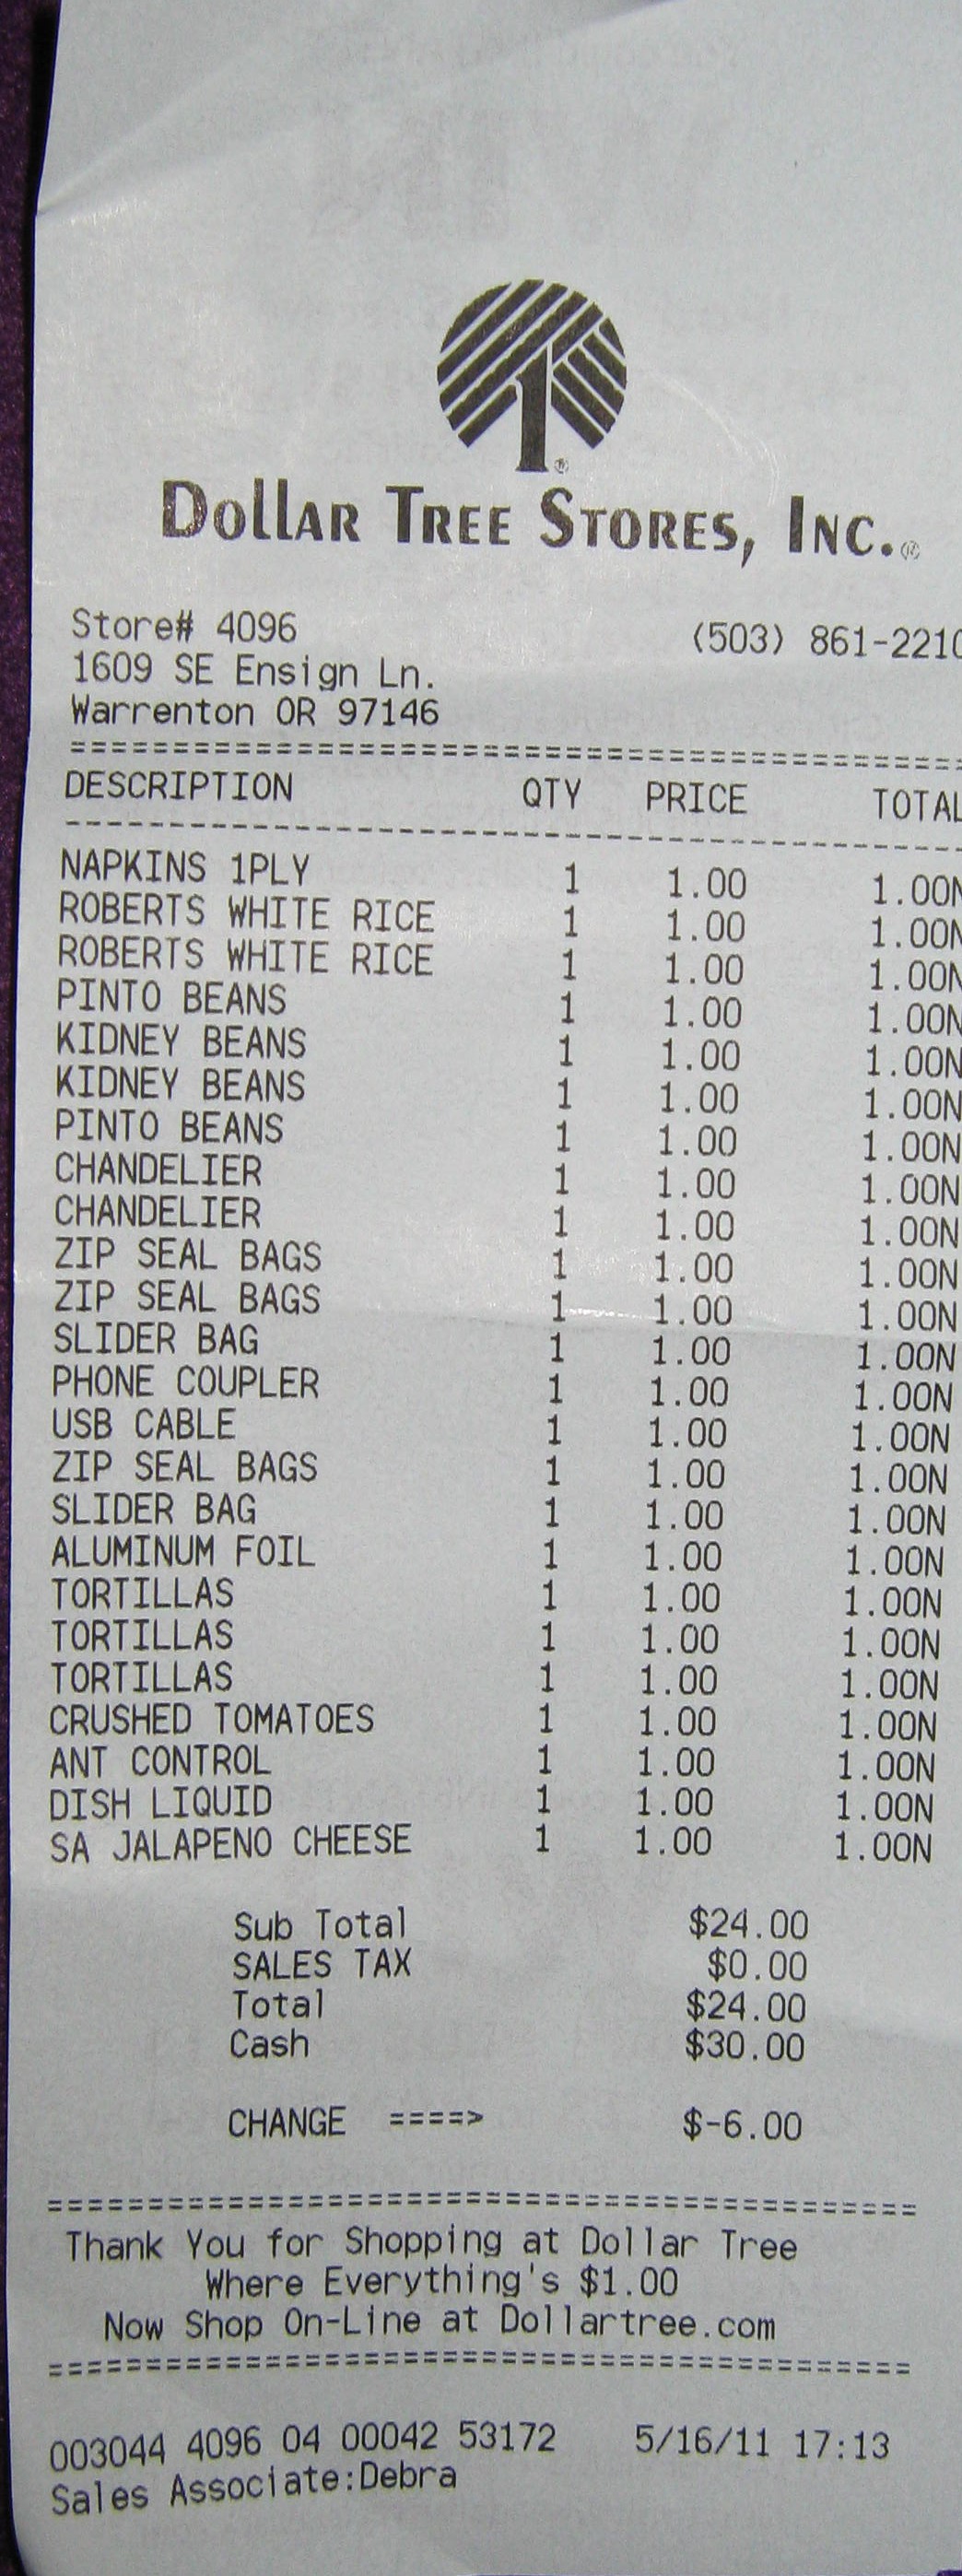 1
Dollar Tree Stores, Inc.®
Store# 4096 (503) 861-2210
1609 SE Ensign Ln.
Warrenton OR 97146
==========================================
DESCRIPTION QTY PRICE TOTAL
------------------------------------------
NAPKINS 1PLY 1 1.00 1.00N
ROBERTS WHITE RICE 1 1.00 1.00N
ROBERTS WHITE RICE 1 1.00 1.00N
PINTO BEANS 1 1.00 1.00N
KIDNEY BEANS 1 1.00 1.00N
KIDNEY BEANS 1 1.00 1.00N
PINTO BEANS 1 1.00 1.00N
CHANDELIER 1 1.00 1.00N
CHANDELIER 1 1.00 1.00N
ZIP SEAL BAGS 1 1.00 1.00N
ZIP SEAL BAGS 1 1.00 1.00N
SLIDER BAG 1 1.00 1.00N
PHONE COUPLER 1 1.00 1.00N
USB CABLE 1 1.00 1.00N
ZIP SEAL BAGS 1 1.00 1.00N
SLIDER BAG 1 1.00 1.00N
ALUMINUM FOIL 1 1.00 1.00N
TORTILLAS 1 1.00 1.00N
TORTILLAS 1 1.00 1.00N
TORTILLAS 1 1.00 1.00N
CRUSHED TOMATOES 1 1.00 1.00N
ANT CONTROL 1 1.00 1.00N
DISH LIQUID 1 1.00 1.00N
SA JALAPENO CHEESE 1 1.00 1.00N
Sub Total $24.00
SALES TAX $0.00
Total $24.00
Cash $30.00
CHANGE ====> $-6.00
==========================================
Thank You for Shopping at Dollar Tree
Where Everything's $1.00
Now Shop On-Line at Dollartree.com
==========================================
003044 4096 04 00042 53172 5/16/11 17:13
Sales Associate:Debra